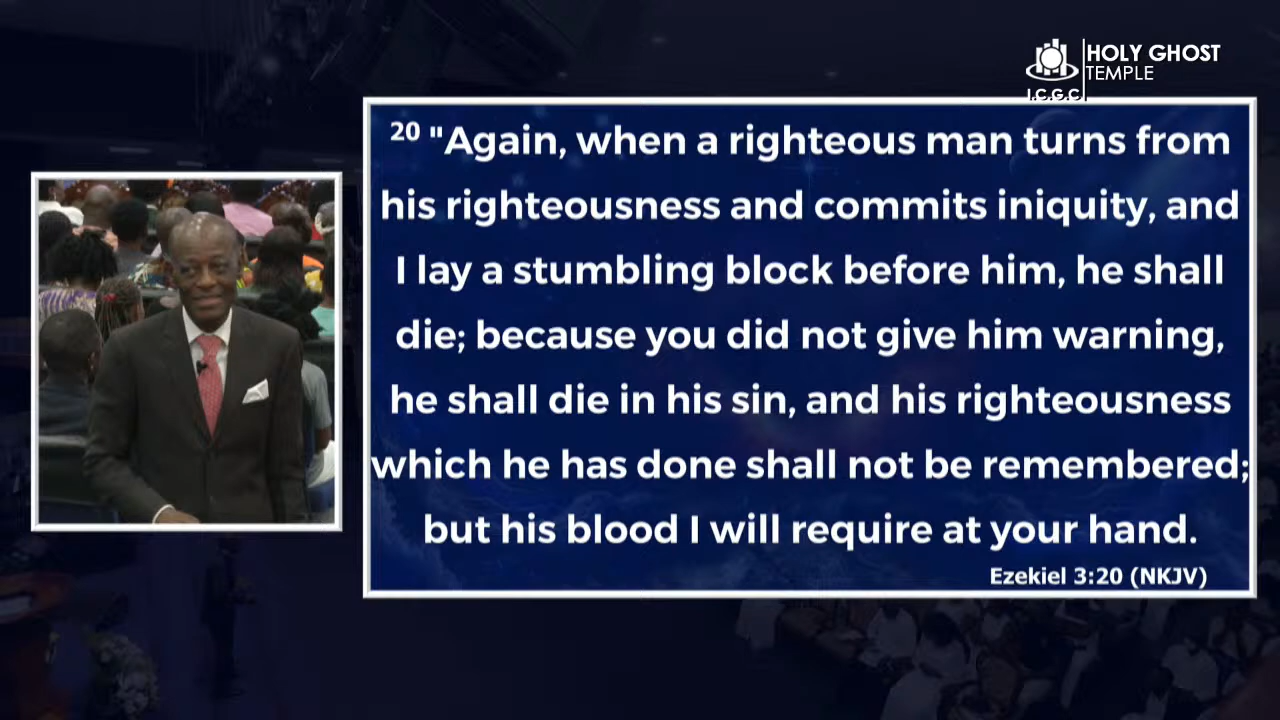 HOLY GHOST
TEMPLE
I.C.G.C
20 "Again, when a righteous man turns from
his righteousness and commits iniquity, and
I lay a stumbling block before him, he shall
die; because you did not give him warning,
he shall die in his sin, and his righteousness
which he has done shall not be remembered;
but his blood I will require at your hand.
Ezekiel 3:20 (NKJV)